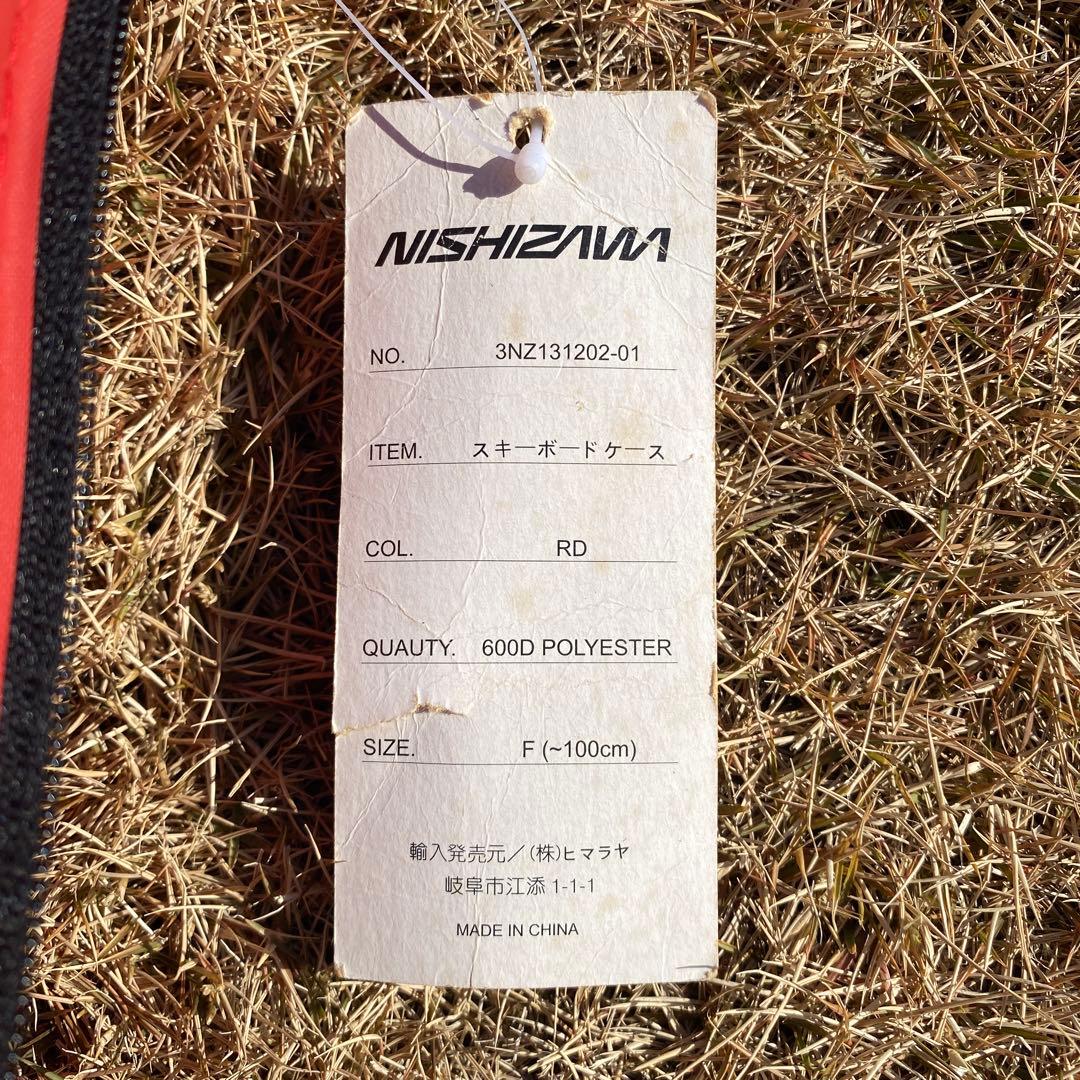 NISHIZAWA
NO. 3NZ131202-01
ITEM. スキーボードケース
COL. RD
QUAUTY. 600D POLYESTER
SIZE. F (~100cm)
輸入発売元/(株)ヒマラヤ
岐阜市江添 1-1-1
MADE IN CHINA